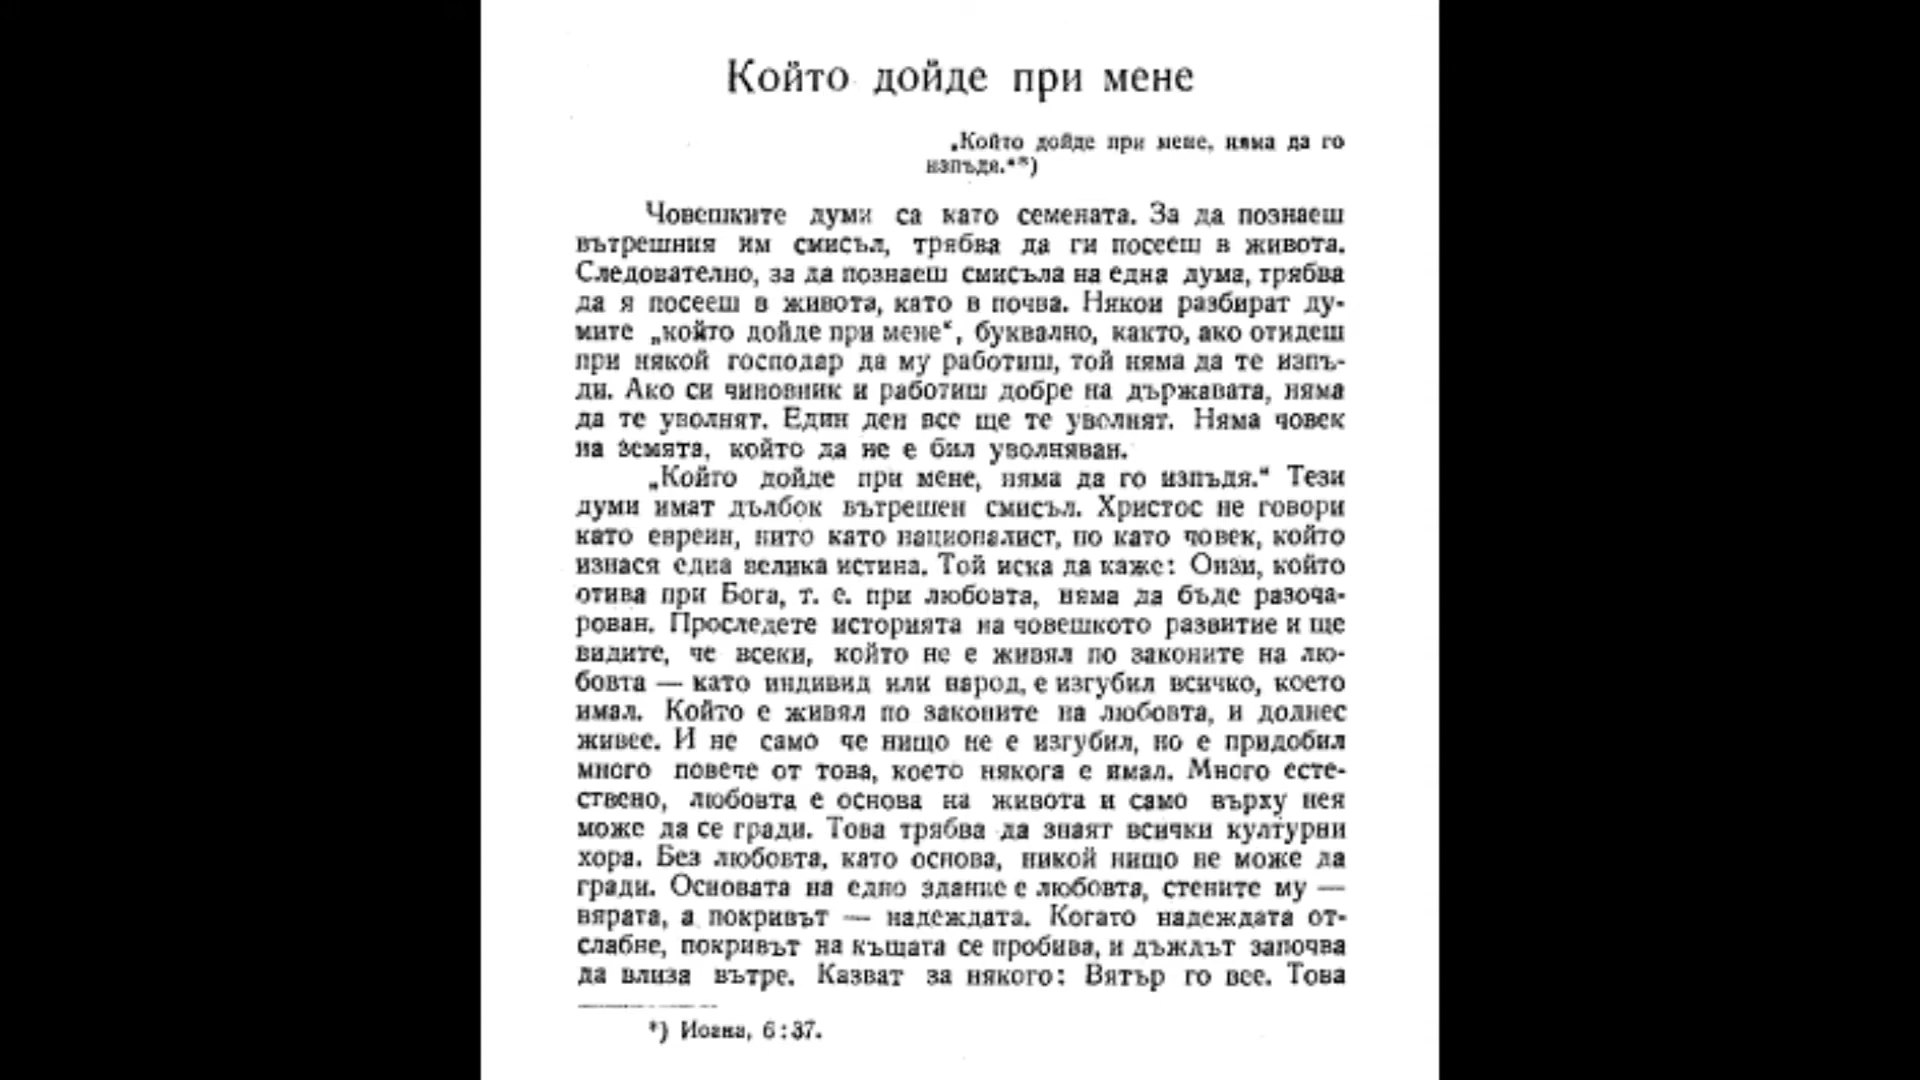 Който дойде при мене
„Който дойде при мене, няма да го
изпъдя.“*)
Човешките думи са като семената. За да познаеш
вътрешния им смисъл, трябва да ги посееш в живота.
Следователно, за да познаеш смисъла на една дума, трябва
да я посееш в живота, като в почва. Някои разбират ду-
мите „който дойде при мене“, буквално, както, ако отидеш
при някой господар да му работиш, той няма да те изпъ-
ди. Ако си чиновник и работиш добре на държавата, няма
да те уволнят. Един ден все ще те уволнят. Няма човек
на земята, който да не е бил уволняван.
„Който дойде при мене, няма да го изпъдя.“ Тези
думи имат дълбок вътрешен смисъл. Христос не говори
като евреин, нито като националист, но като човек, който
изнася една велика истина. Той иска да каже: Онзи, който
отива при Бога, т. е. при любовта, няма да бъде разоча-
рован. Проследете историята на човешкото развитие и ще
видите, че всеки, който не е живял по законите на лю-
бовта — като индивид или народ, е изгубил всичко, което
имал. Който е живял по законите на любовта, и долнес
живее. И не само че нищо не е изгубил, но е придобил
много повече от това, което някога е имал. Много есте-
ствено, любовта е основа на живота и само върху нея
може да се гради. Това трябва да знаят всички културни
хора. Без любовта, като основа, никой нищо не може да
гради. Основата на едно здание е любовта, стените му —
вярата, а покривът — надеждата. Когато надеждата от-
слабне, покривът на къщата се пробива, и дъждът започва
да влиза вътре. Казват за някого: Вятър го вее. Това
*) Иоана, 6:37.